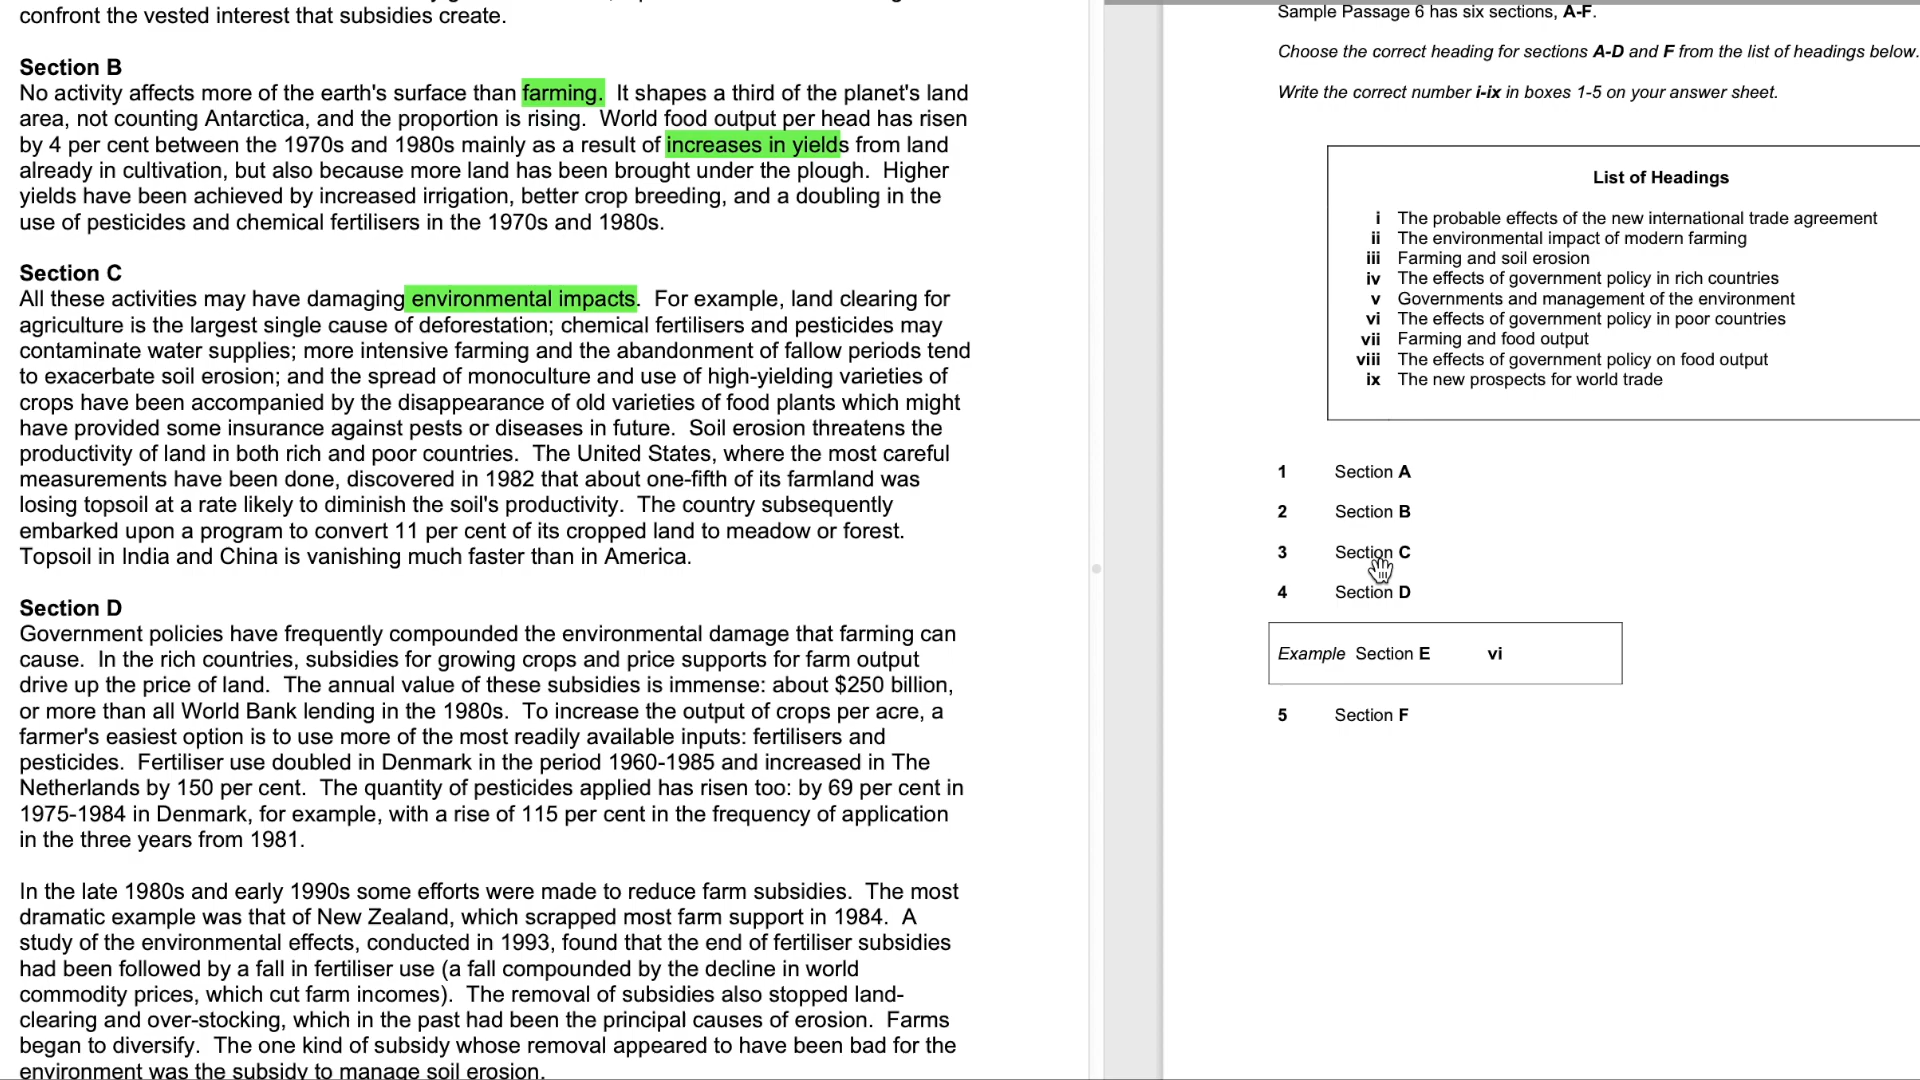 confront the vested interest that subsidies create.
Section B
No activity affects more of the earth's surface than farming. It shapes a third of the planet's land
area, not counting Antarctica, and the proportion is rising. World food output per head has risen
by 4 per cent between the 1970s and 1980s mainly as a result of increases in yields from land
already in cultivation, but also because more land has been brought under the plough. Higher
yields have been achieved by increased irrigation, better crop breeding, and a doubling in the
use of pesticides and chemical fertilisers in the 1970s and 1980s.
Section C
All these activities may have damaging environmental impacts. For example, land clearing for
agriculture is the largest single cause of deforestation; chemical fertilisers and pesticides may
contaminate water supplies; more intensive farming and the abandonment of fallow periods tend
to exacerbate soil erosion; and the spread of monoculture and use of high-yielding varieties of
crops have been accompanied by the disappearance of old varieties of food plants which might
have provided some insurance against pests or diseases in future. Soil erosion threatens the
productivity of land in both rich and poor countries. The United States, where the most careful
measurements have been done, discovered in 1982 that about one-fifth of its farmland was
losing topsoil at a rate likely to diminish the soil's productivity. The country subsequently
embarked upon a program to convert 11 per cent of its cropped land to meadow or forest.
Topsoil in India and China is vanishing much faster than in America.
Section D
Government policies have frequently compounded the environmental damage that farming can
cause. In the rich countries, subsidies for growing crops and price supports for farm output
drive up the price of land. The annual value of these subsidies is immense: about $250 billion,
or more than all World Bank lending in the 1980s. To increase the output of crops per acre, a
farmer's easiest option is to use more of the most readily available inputs: fertilisers and
pesticides. Fertiliser use doubled in Denmark in the period 1960-1985 and increased in The
Netherlands by 150 per cent. The quantity of pesticides applied has risen too: by 69 per cent in
1975-1984 in Denmark, for example, with a rise of 115 per cent in the frequency of application
in the three years from 1981.
In the late 1980s and early 1990s some efforts were made to reduce farm subsidies. The most
dramatic example was that of New Zealand, which scrapped most farm support in 1984. A
study of the environmental effects, conducted in 1993, found that the end of fertiliser subsidies
had been followed by a fall in fertiliser use (a fall compounded by the decline in world
commodity prices, which cut farm incomes). The removal of subsidies also stopped land-
clearing and over-stocking, which in the past had been the principal causes of erosion. Farms
began to diversify. The one kind of subsidy whose removal appeared to have been bad for the
environment was the subsidy to manage soil erosion.
Sample Passage 6 has six sections, A-F.
Choose the correct heading for sections A-D and F from the list of headings below.
Write the correct number i-ix in boxes 1-5 on your answer sheet.
List of Headings
i The probable effects of the new international trade agreement
ii The environmental impact of modern farming
iii Farming and soil erosion
iv The effects of government policy in rich countries
v Governments and management of the environment
vi The effects of government policy in poor countries
vii Farming and food output
viii The effects of government policy on food output
ix The new prospects for world trade
1 Section A
2 Section B
3 Section C
4 Section D
Example Section E vi
5 Section F